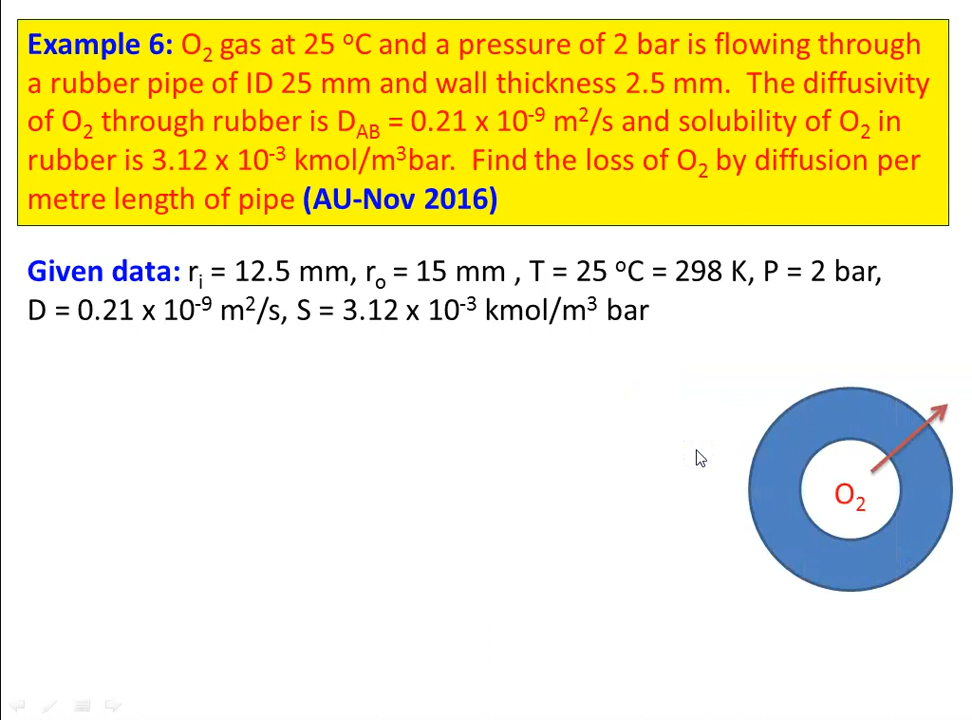 Example 6: O₂ gas at 25 ºC and a pressure of 2 bar is flowing through
a rubber pipe of ID 25 mm and wall thickness 2.5 mm. The diffusivity
of O₂ through rubber is D_AB = 0.21 x 10⁻⁹ m²/s and solubility of O₂ in
rubber is 3.12 x 10⁻³ kmol/m³bar. Find the loss of O₂ by diffusion per
metre length of pipe (AU-Nov 2016)
Given data: rᵢ = 12.5 mm, rₒ = 15 mm , T = 25 ºC = 298 K, P = 2 bar,
D = 0.21 x 10⁻⁹ m²/s, S = 3.12 x 10⁻³ kmol/m³ bar
O₂